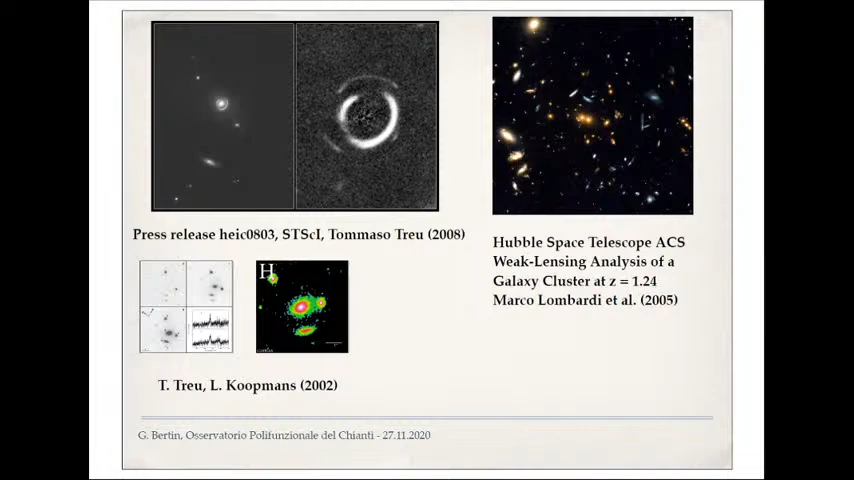 Press release heic0803, STScI, Tommaso Treu (2008)
Hubble Space Telescope ACS
Weak-Lensing Analysis of a
Galaxy Cluster at z = 1.24
Marco Lombardi et al. (2005)
H
T. Treu, L. Koopmans (2002)
G. Bertin, Osservatorio Polifunzionale del Chianti - 27.11.2020